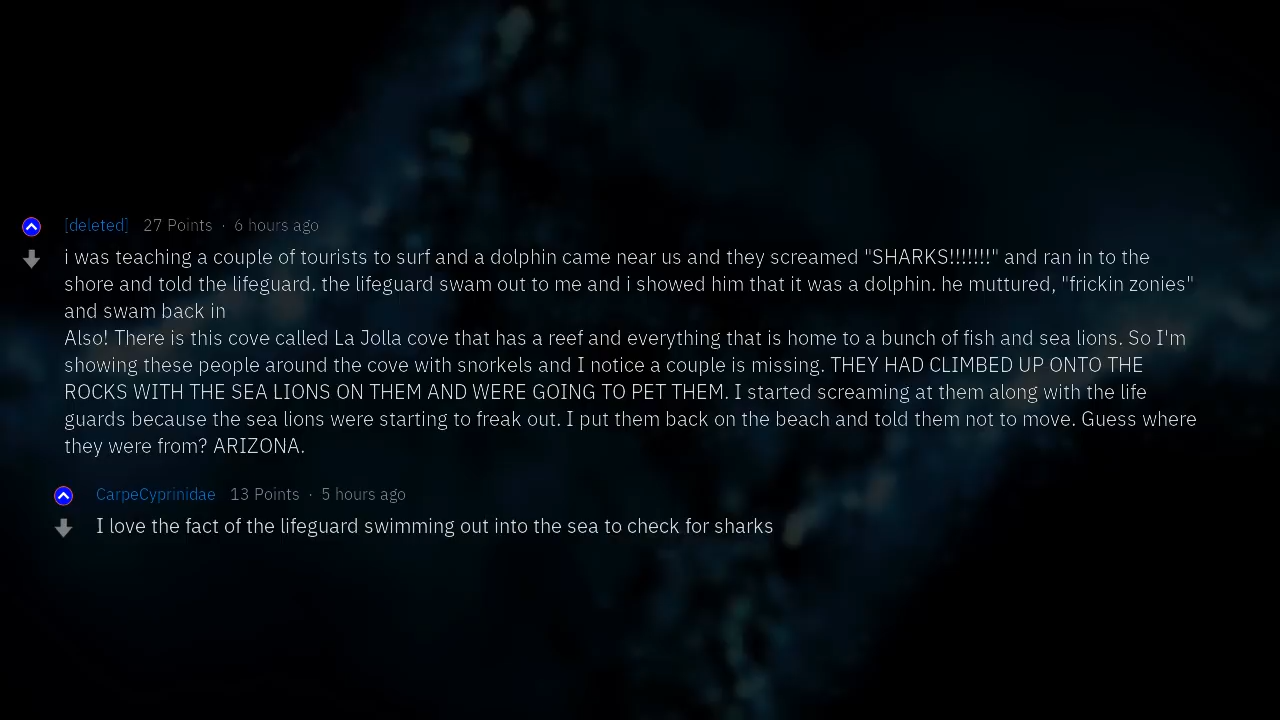 [deleted] 27 Points · 6 hours ago
i was teaching a couple of tourists to surf and a dolphin came near us and they screamed "SHARKS!!!!!!!" and ran in to the
shore and told the lifeguard. the lifeguard swam out to me and i showed him that it was a dolphin. he muttured, "frickin zonies"
and swam back in
Also! There is this cove called La Jolla cove that has a reef and everything that is home to a bunch of fish and sea lions. So I'm
showing these people around the cove with snorkels and I notice a couple is missing. THEY HAD CLIMBED UP ONTO THE
ROCKS WITH THE SEA LIONS ON THEM AND WERE GOING TO PET THEM. I started screaming at them along with the life
guards because the sea lions were starting to freak out. I put them back on the beach and told them not to move. Guess where
they were from? ARIZONA.
CarpeCyprinidae 13 Points · 5 hours ago
I love the fact of the lifeguard swimming out into the sea to check for sharks